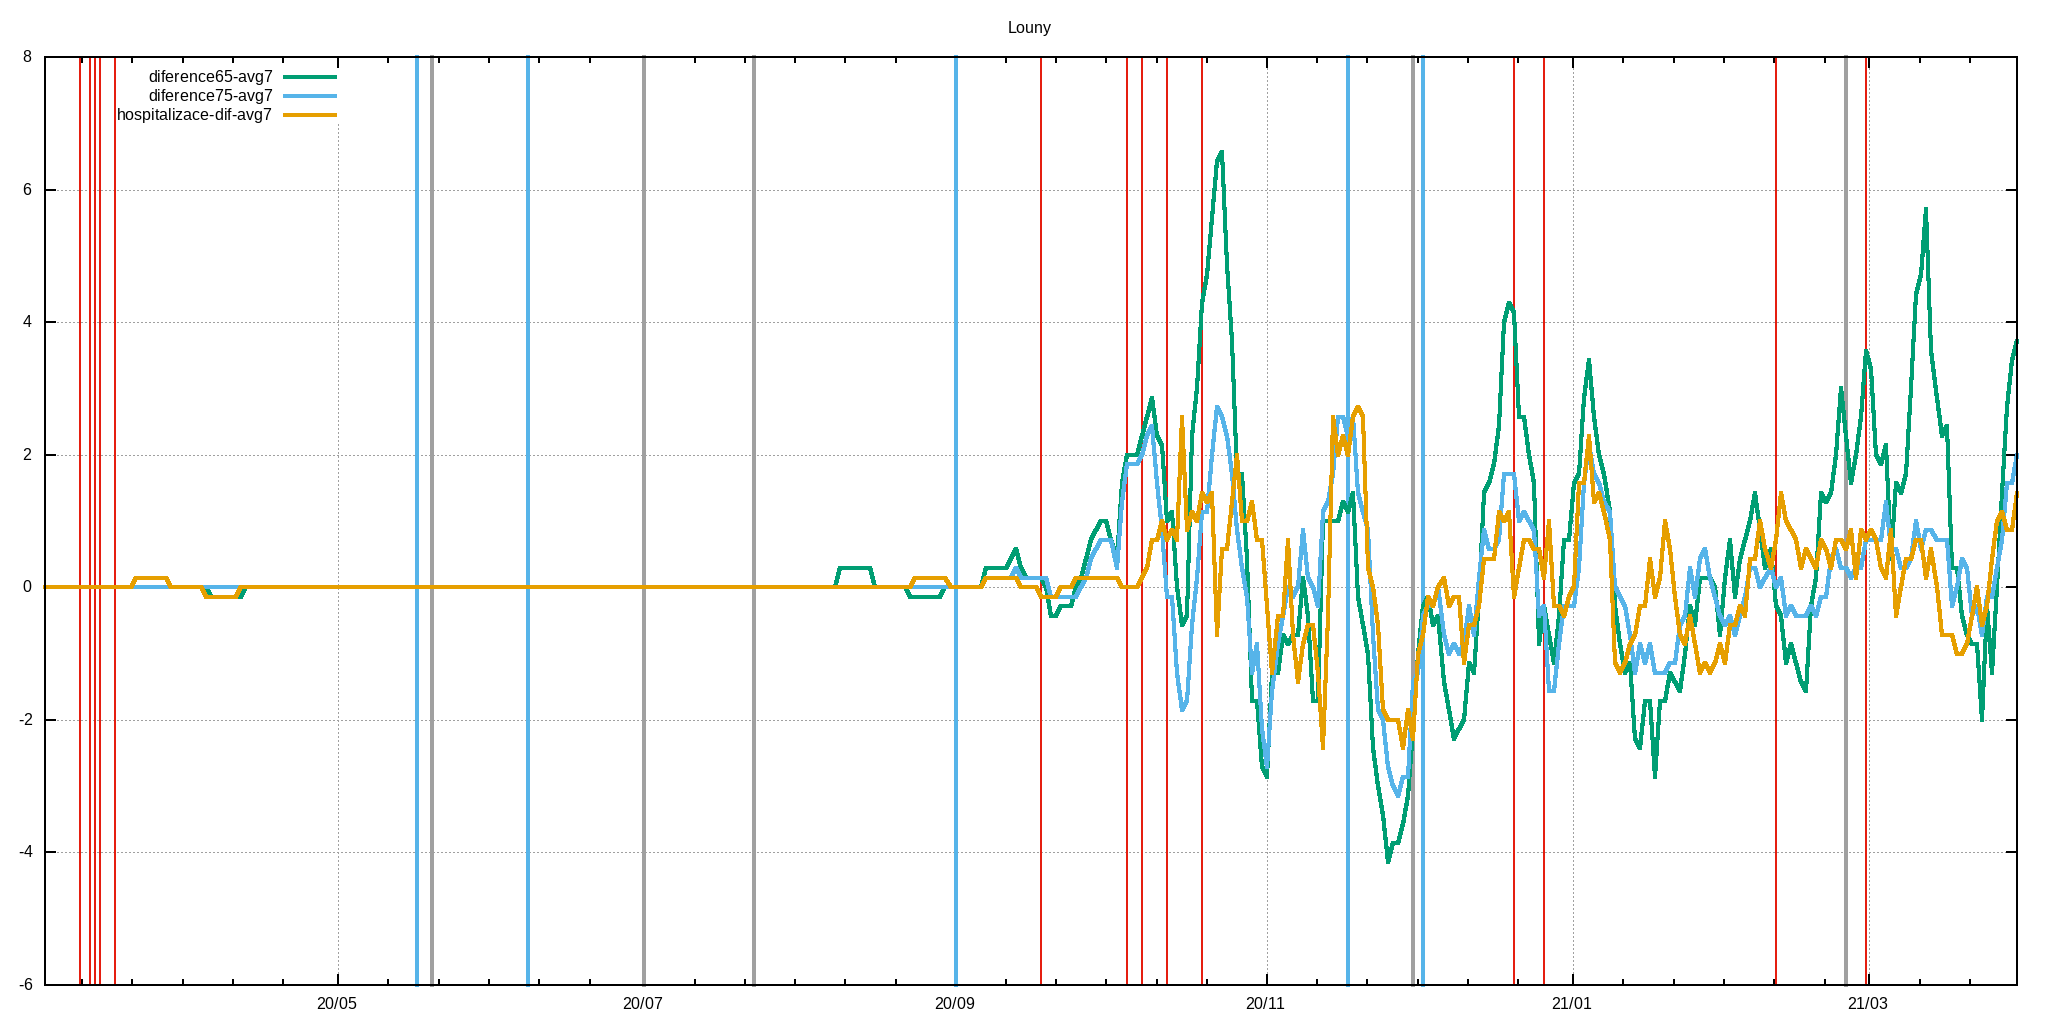 Louny
8
diference65-avg7
diference75-avg7
hospitalizace-dif-avg7
6
4
2
0
-2
-4
-6
20/05 20/07 20/09 20/11 21/01 21/03